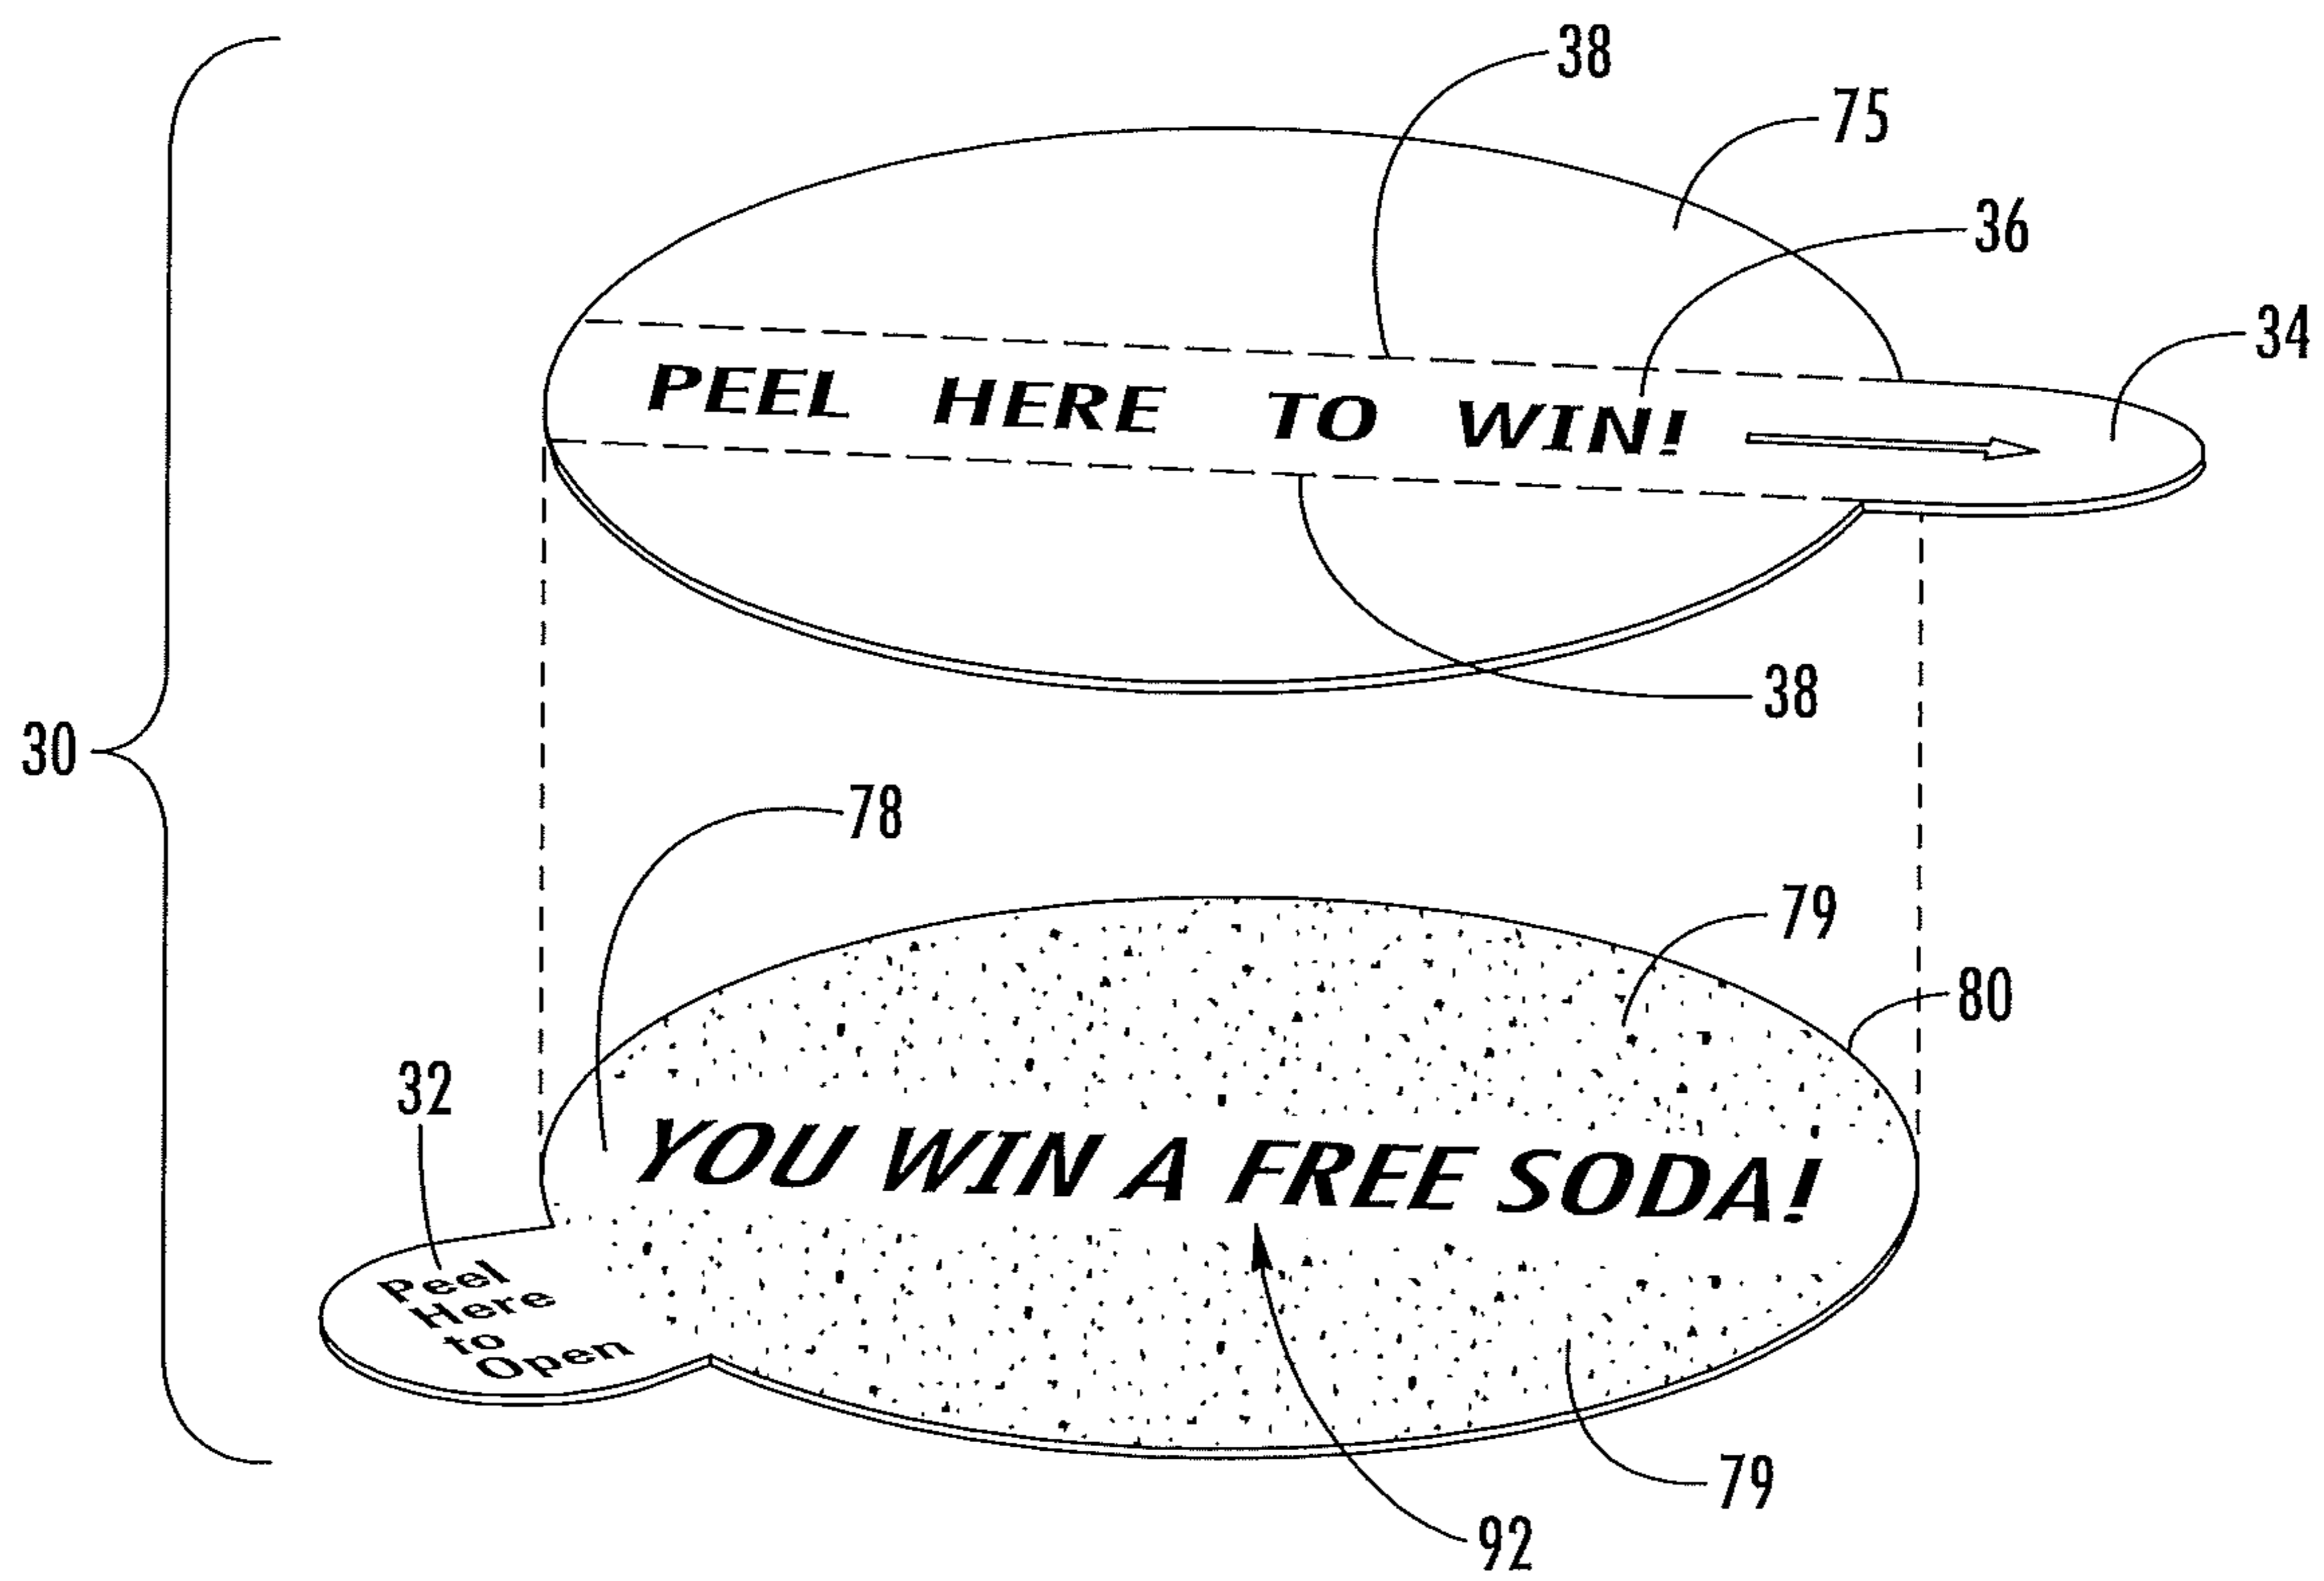 38
75
36
34
PEEL HERE TO WIN!
38
30
78
79
80
32
YOU WIN A FREE SODA!
Peel
Here
to
Open
79
92